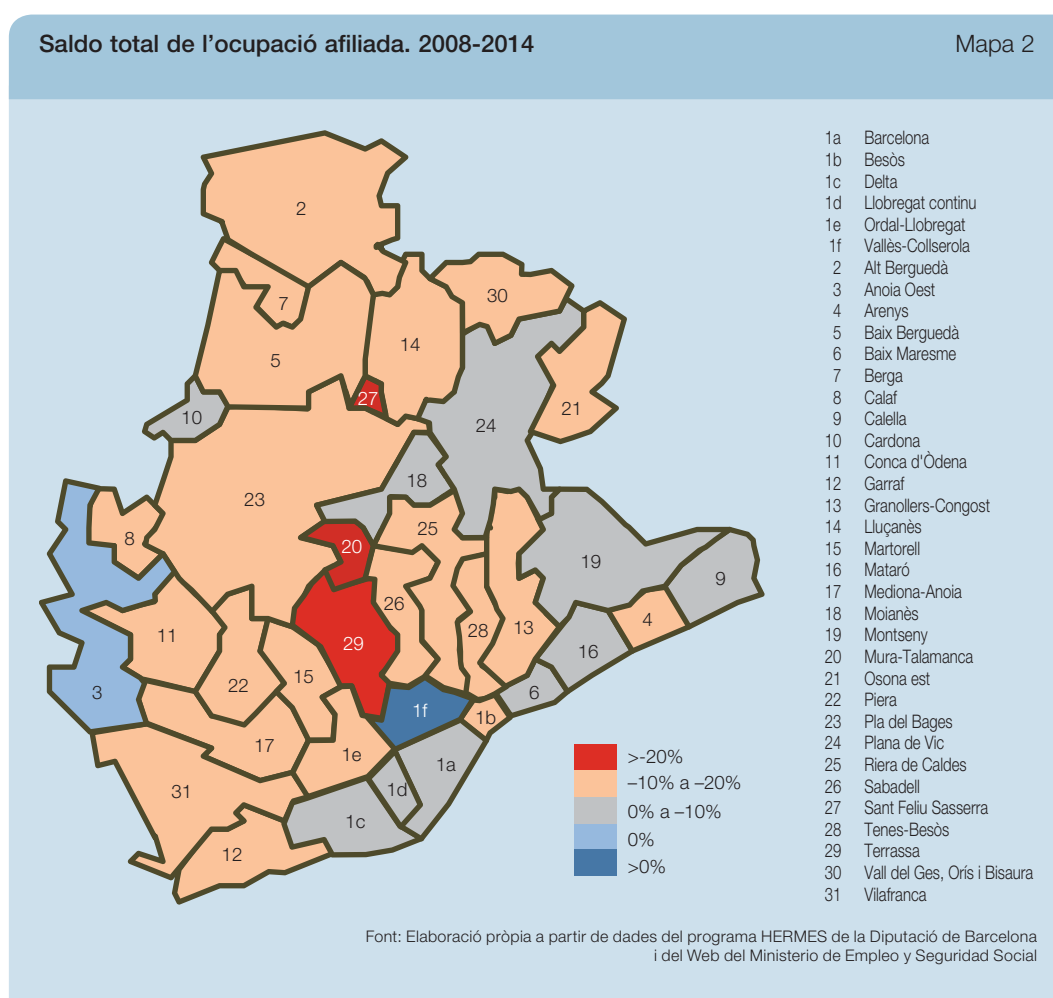 Saldo total de l'ocupació afiliada. 2008-2014
Mapa 2
1a Barcelona
1b Besòs
1c Delta
1d Llobregat continu
1e Ordal-Llobregat
1f Vallès-Collserola
2 Alt Berguedà
3 Anoia Oest
4 Arenys
5 Baix Berguedà
6 Baix Maresme
7 Berga
8 Calaf
9 Calella
10 Cardona
11 Conca d'Òdena
12 Garraf
13 Granollers-Congost
14 Lluçanès
15 Martorell
16 Mataró
17 Mediona-Anoia
18 Moianès
19 Montseny
20 Mura-Talamanca
21 Osona est
22 Piera
23 Pla del Bages
24 Plana de Vic
25 Riera de Caldes
26 Sabadell
27 Sant Feliu Sasserra
28 Tenes-Besòs
29 Terrassa
30 Vall del Ges, Orís i Bisaura
31 Vilafranca
2
30
7
14
5
27
21
10
24
18
23
25
8
20
19
9
26
11
28
13
4
29
16
15
22
3
6
1f
1b
17
1e
1a
31
1d
1c
12
>-20%
–10% a –20%
0% a –10%
0%
>0%
Font: Elaboració pròpia a partir de dades del programa HERMES de la Diputació de Barcelona
i del Web del Ministerio de Empleo y Seguridad Social